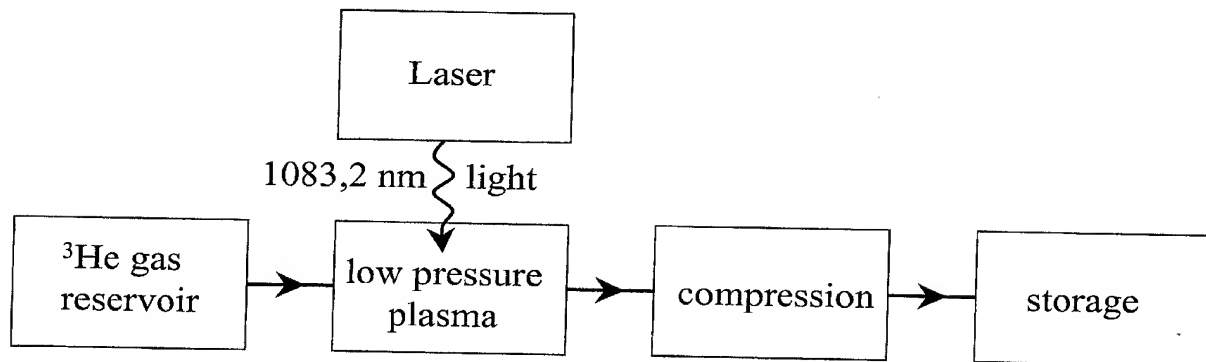 Laser
1083,2 nm light
³He gas
reservoir
low pressure
plasma
compression
storage